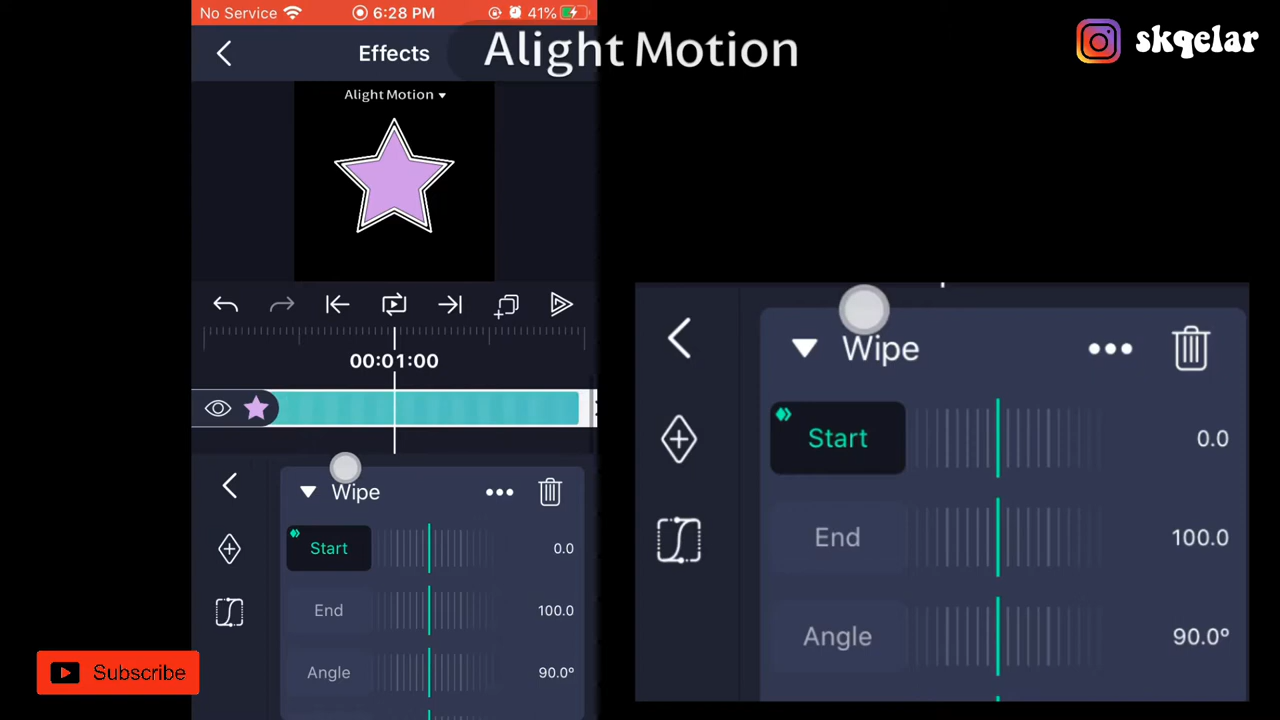 No Service 6:28 PM 41%
Effects
Alight Motion
skqelar
Alight Motion
00:01:00
Wipe
Start 0.0
End 100.0
Angle 90.0°
Wipe
Start 0.0
End 100.0
Angle 90.0°
Subscribe